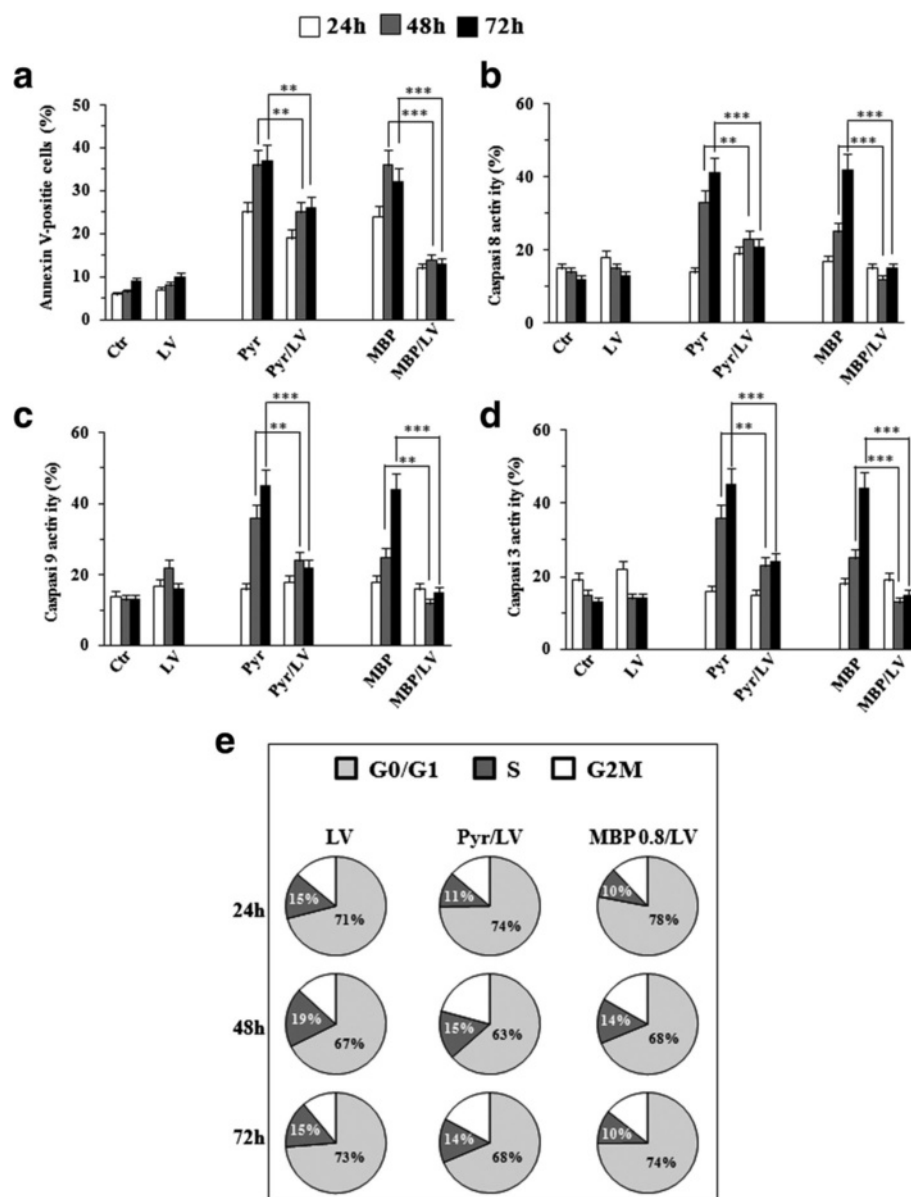 24h 48h 72h
a
Annexin V-positie cells (%)
50
40
30
20
10
0
** ** *** ***
Ctr LV Pyr Pyr/LV MBP MBP/LV
b
Caspasi 8 activity (%)
60
40
20
0
*** ** *** ***
Ctr LV Pyr Pyr/LV MBP MBP/LV
c
Caspasi 9 activity (%)
60
40
20
0
*** ** *** **
Ctr LV Pyr Pyr/LV MBP MBP/LV
d
Caspasi 3 activity (%)
60
40
20
0
*** ** *** ***
Ctr LV Pyr Pyr/LV MBP MBP/LV
e
G0/G1 S G2M
LV Pyr/LV MBP 0.8/LV
24h 15% 71% 11% 74% 10% 78%
48h 19% 67% 15% 63% 14% 68%
72h 15% 73% 14% 68% 10% 74%